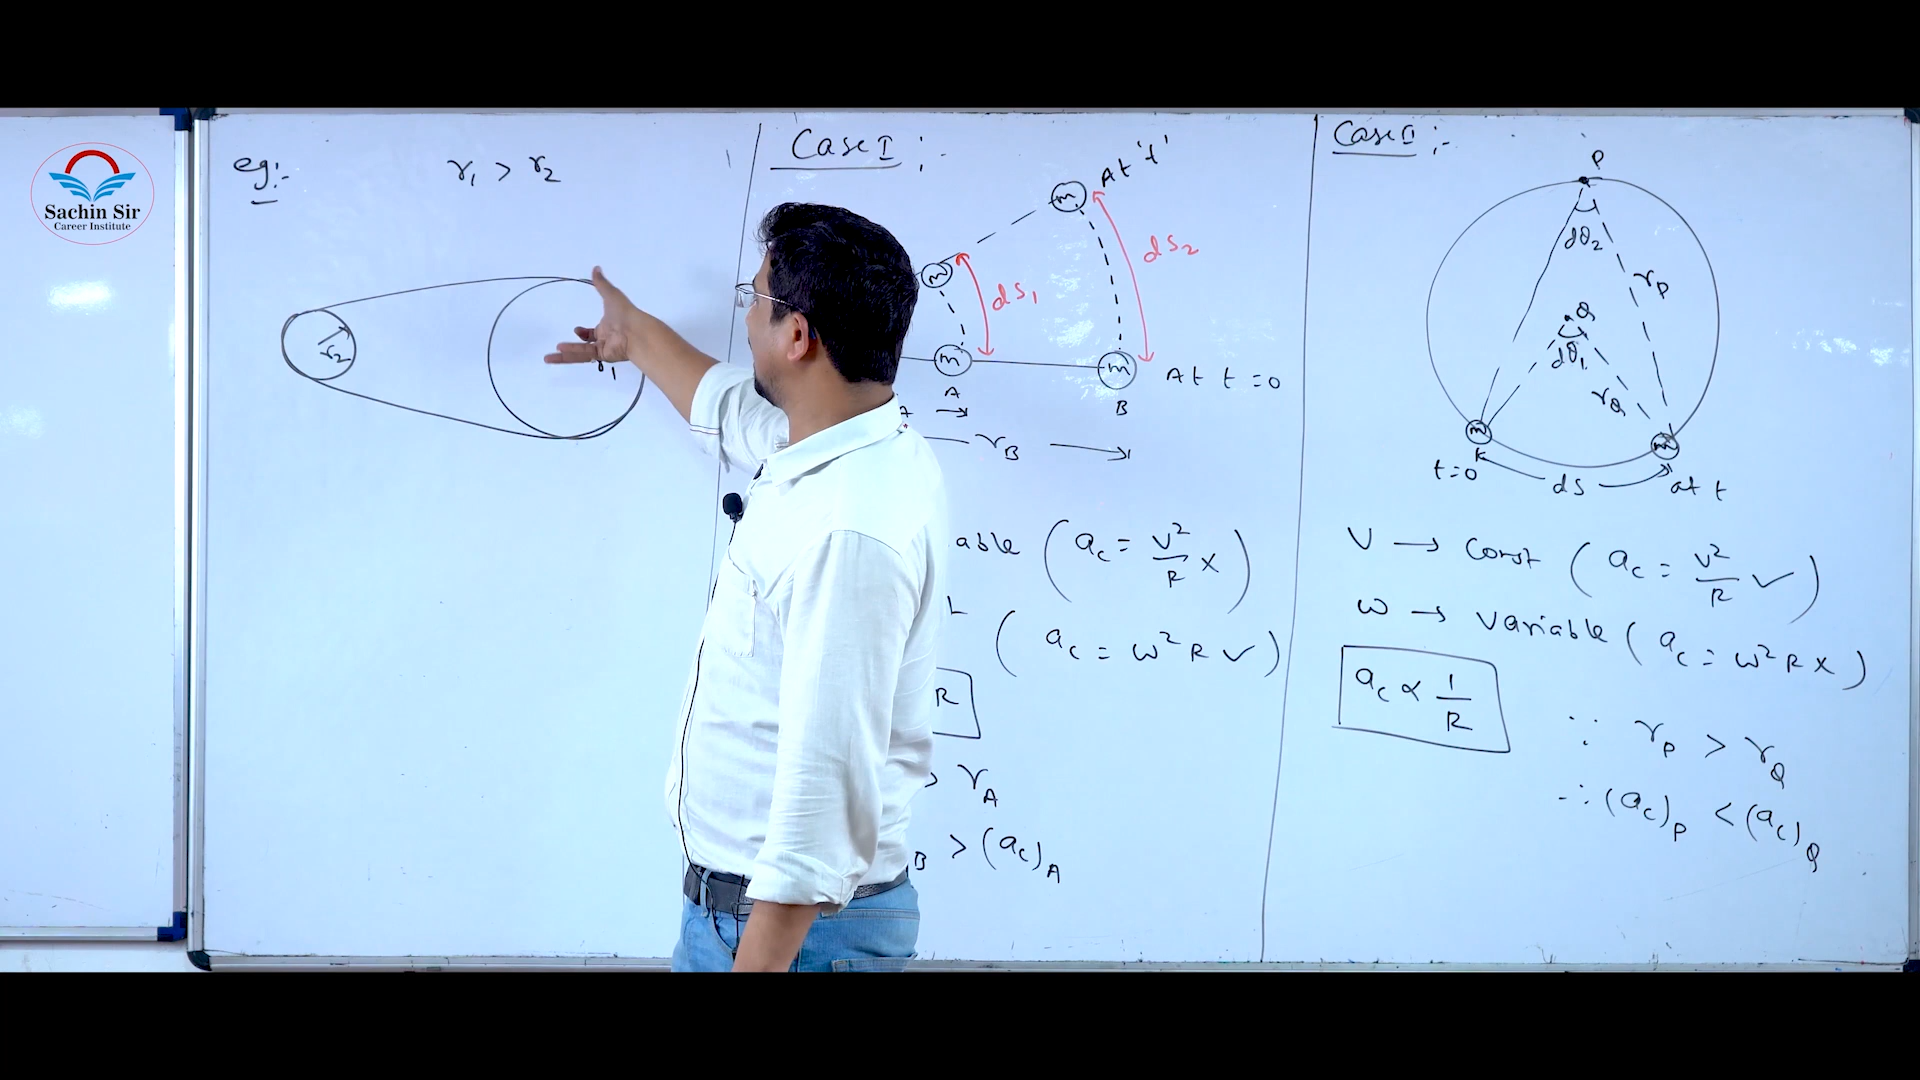 Sachin Sir
Career Institute
eg:-
r₁ > r₂
r₂
r₁
Case I :-
At 't'
m
m
dS₁
dS₂
m
m
A
B
At t = 0
r_B
able ( a_c = v²/R × )
( a_c = ω² R ✓ )
R
> r_A
B > (a_c)_A
Case II :-
P
dθ₂
r_P
Q
dθ₁
r_Q
m
m
t=0
dS
at t
V → Const ( a_c = v²/R ✓ )
ω → Variable ( a_c = ω² R × )
a_c ∝ 1/R
∵ r_P > r_Q
∴ (a_c)_P < (a_c)_Q